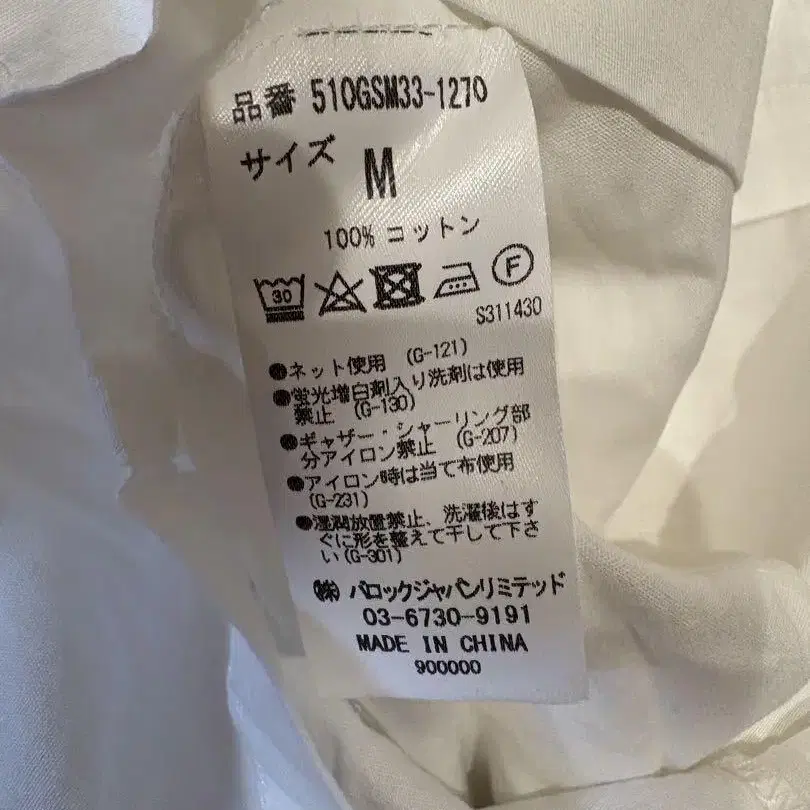 品番 510GSM33-1270
サイズ M
100% コットン
30 F
S311430
●ネット使用 (G-121)
●蛍光増白剤入り洗剤は使用
禁止 (G-130)
●ギャザー・シャーリング部
分アイロン禁止 (G-207)
●アイロン時は当て布使用
(G-231)
●湿潤放置禁止、洗濯後はす
ぐに形を整えて干して下さ
い(G-301)
㈱ バロックジャパンリミテッド
03-6730-9191
MADE IN CHINA
900000